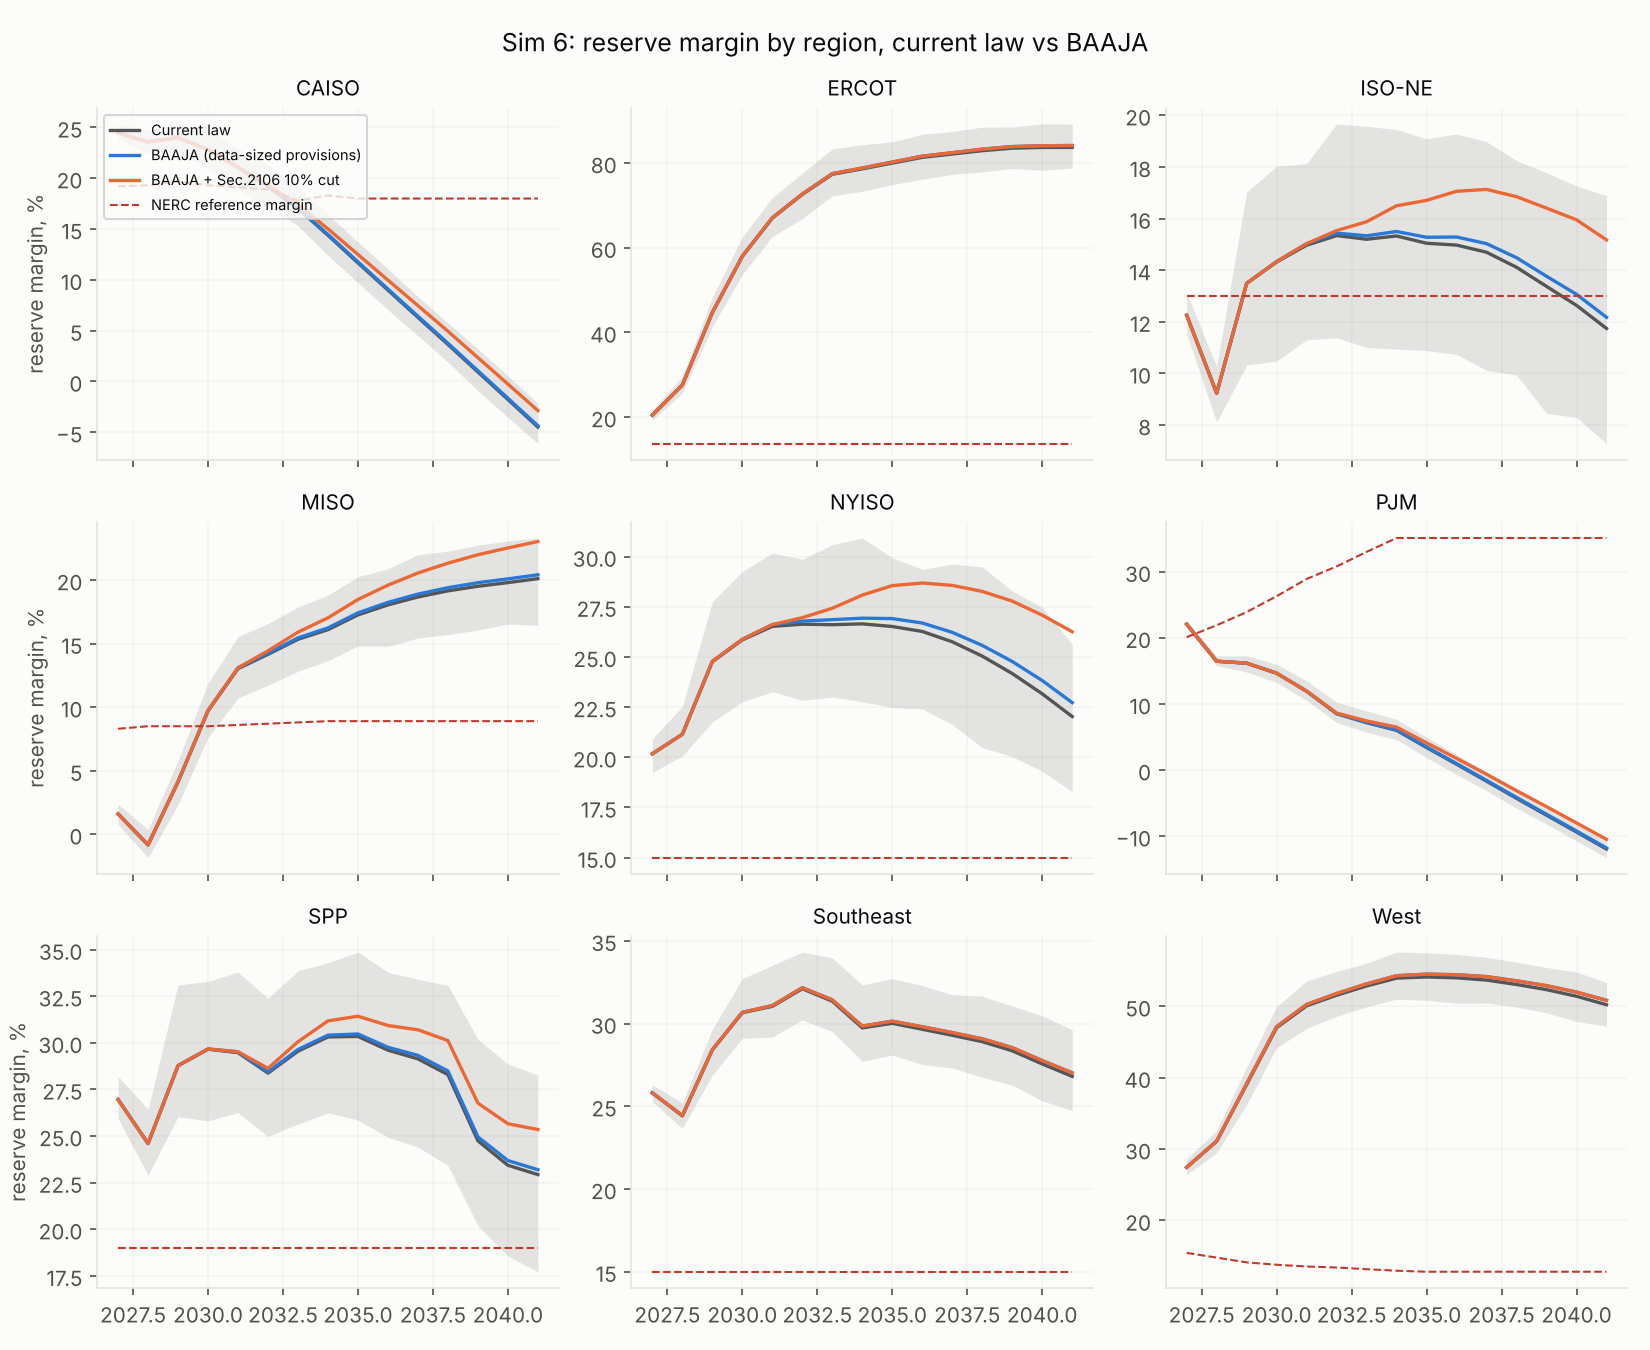 Sim 6: reserve margin by region, current law vs BAAJA
CAISO
reserve margin, %
25
20
15
10
5
0
−5
Current law
BAAJA (data-sized provisions)
BAAJA + Sec.2106 10% cut
NERC reference margin
ERCOT
80
60
40
20
ISO-NE
20
18
16
14
12
10
8
MISO
reserve margin, %
20
15
10
5
0
NYISO
30.0
27.5
25.0
22.5
20.0
17.5
15.0
PJM
30
20
10
0
−10
SPP
reserve margin, %
35.0
32.5
30.0
27.5
25.0
22.5
20.0
17.5
2027.5 2030.0 2032.5 2035.0 2037.5 2040.0
Southeast
35
30
25
20
15
2027.5 2030.0 2032.5 2035.0 2037.5 2040.0
West
50
40
30
20
2027.5 2030.0 2032.5 2035.0 2037.5 2040.0